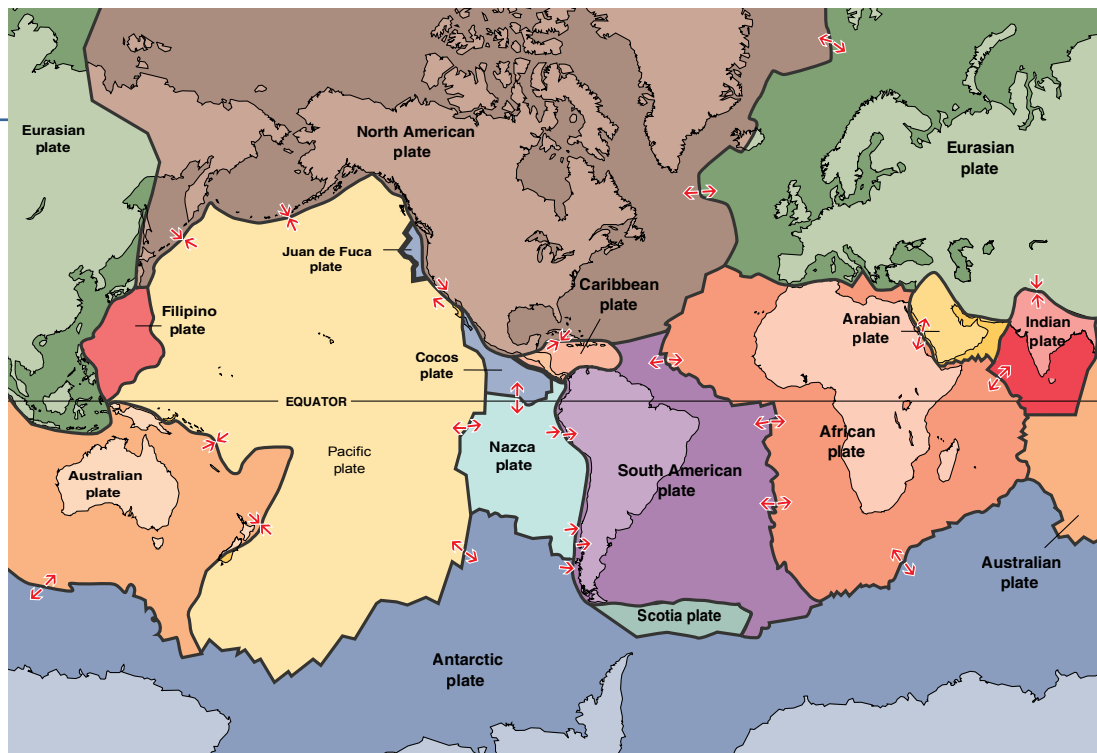 Eurasian
plate
North American
plate
Eurasian
plate
Juan de Fuca
plate
Caribbean
plate
Filipino
plate
Arabian
plate
Indian
plate
Cocos
plate
EQUATOR
Pacific
plate
Nazca
plate
African
plate
South American
plate
Australian
plate
Australian
plate
Scotia plate
Antarctic
plate